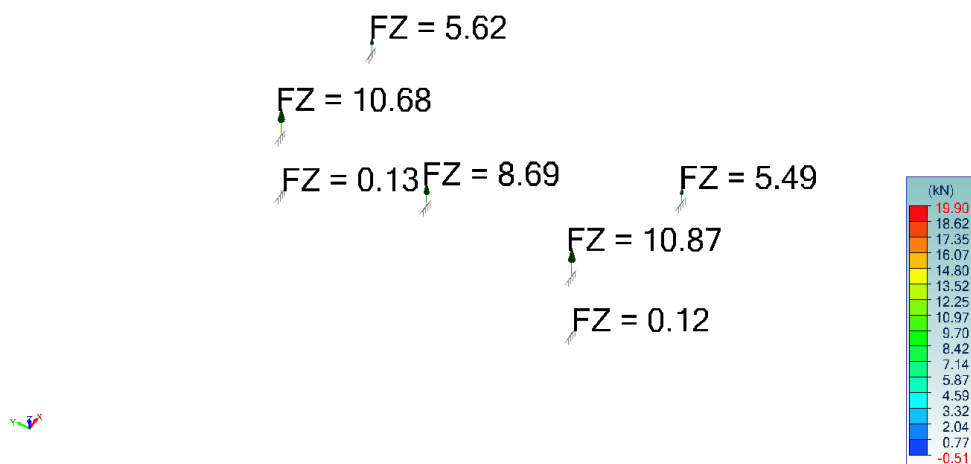 FZ = 5.62
FZ = 10.68
FZ = 0.13
FZ = 8.69
FZ = 5.49
FZ = 10.87
FZ = 0.12
(kN)
19.90
18.62
17.35
16.07
14.80
13.52
12.25
10.97
9.70
8.42
7.14
5.87
4.59
3.32
2.04
0.77
-0.51
Y Z X